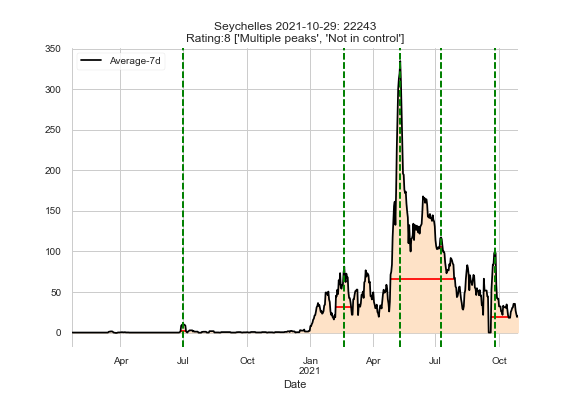 Seychelles 2021-10-29: 22243
Rating:8 ['Multiple peaks', 'Not in control']
350
Average-7d
300
250
200
150
100
50
0
Apr
Jul
Oct
Jan
2021
Apr
Jul
Oct
Date